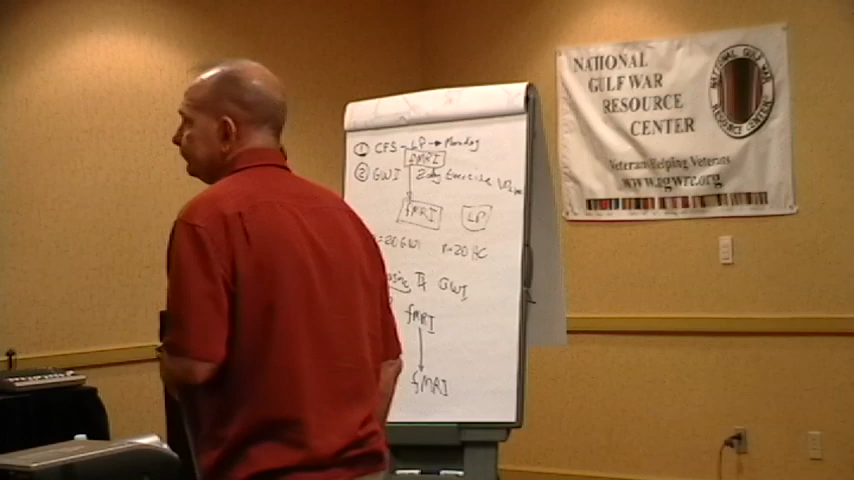 ① CFS - LP → Monday
fMRI
② GWI 2 day Exercise VO2
fMRI LP
=20 GWI n=20 HC
GWI
fMRI
fMRI
NATIONAL
GULF WAR
RESOURCE
CENTER
Veterans Helping Veterans
www.ngwrc.org
NATIONAL GULF WAR
RESOURCE CENTER